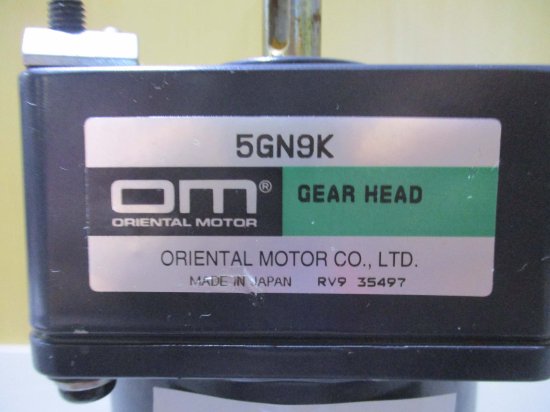 5GN9K
om®
ORIENTAL MOTOR
GEAR HEAD
ORIENTAL MOTOR CO., LTD.
MADE IN JAPAN RV9 35497